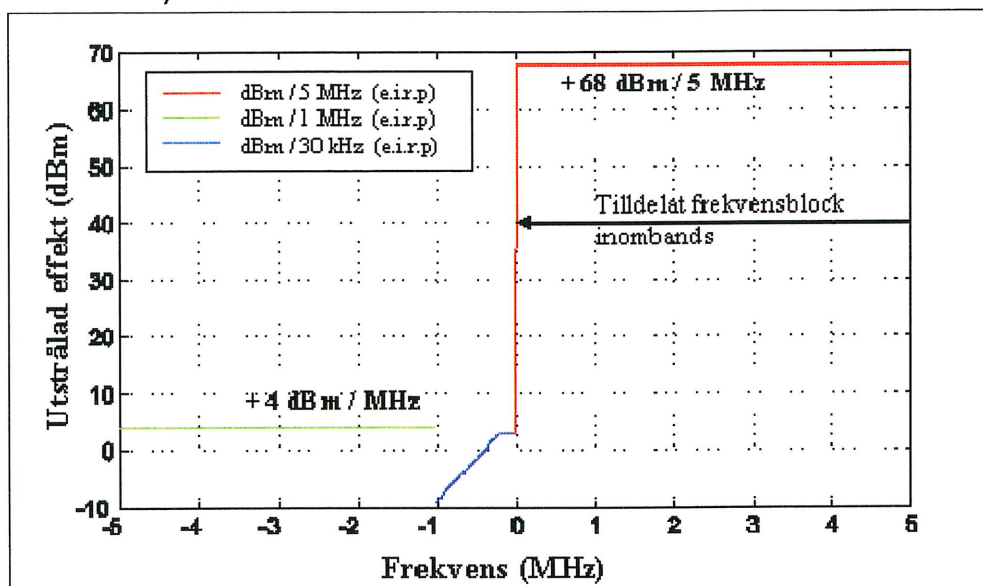 70
60
50
40
30
20
10
0
-10
Utstrålad effekt (dBm)
dBm / 5 MHz (e.i.r.p)
dBm / 1 MHz (e.i.r.p)
dBm / 30 kHz (e.i.r.p)
+68 dBm / 5 MHz
Tilldelat frekvensblock
inombands
+4 dBm / MHz
-5 -4 -3 -2 -1 0 1 2 3 4 5
Frekvens (MHz)